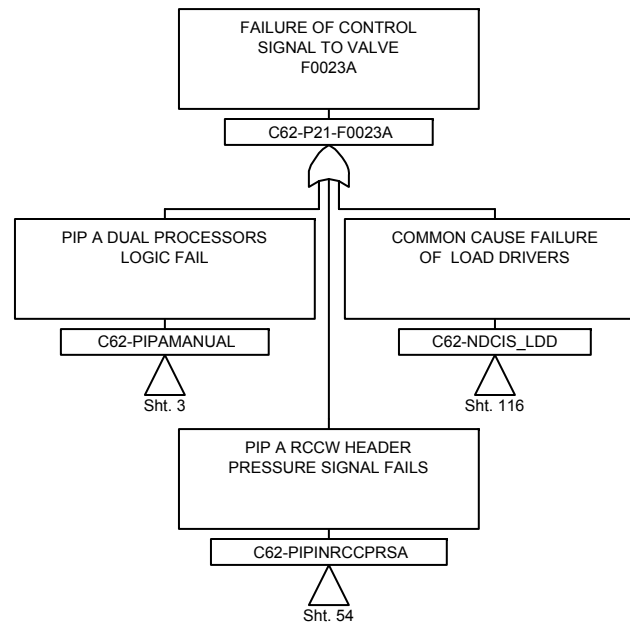 FAILURE OF CONTROL
SIGNAL TO VALVE
F0023A
C62-P21-F0023A
PIP A DUAL PROCESSORS
LOGIC FAIL
C62-PIPAMANUAL
Sht. 3
COMMON CAUSE FAILURE
OF LOAD DRIVERS
C62-NDCIS_LDD
Sht. 116
PIP A RCCW HEADER
PRESSURE SIGNAL FAILS
C62-PIPINRCCPRSA
Sht. 54